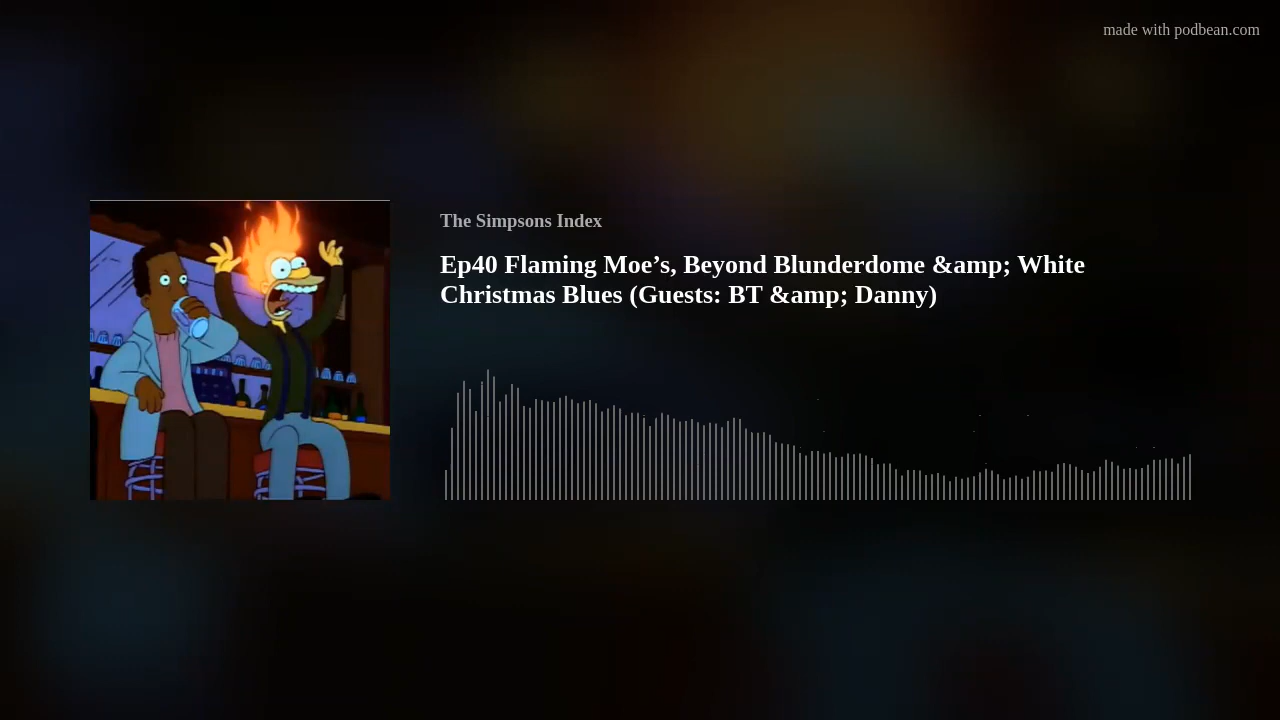 made with podbean.com
The Simpsons Index
Ep40 Flaming Moe’s, Beyond Blunderdome &amp; White
Christmas Blues (Guests: BT &amp; Danny)